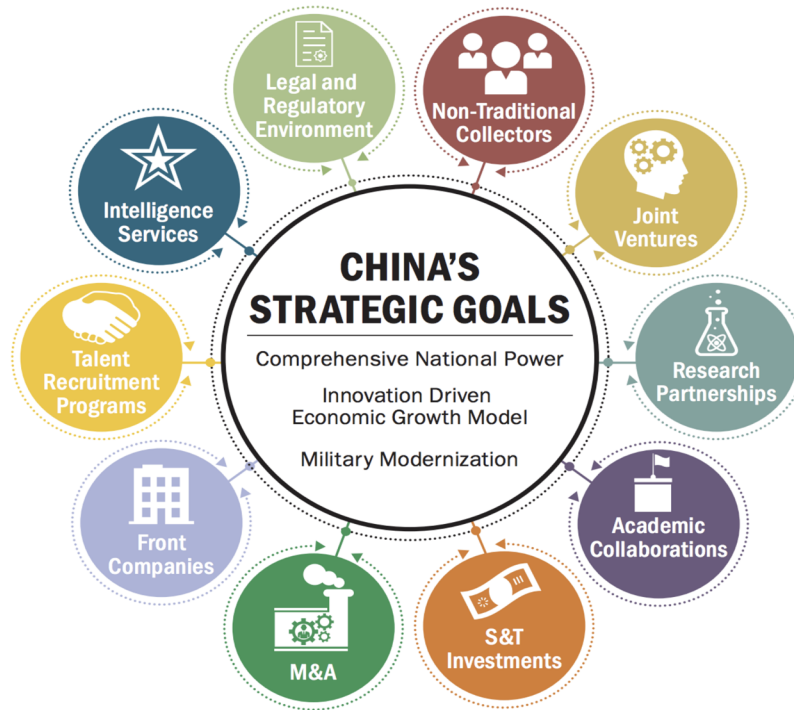 CHINA'S
STRATEGIC GOALS
Comprehensive National Power
Innovation Driven
Economic Growth Model
Military Modernization
Legal and
Regulatory
Environment
Non-Traditional
Collectors
Joint
Ventures
Research
Partnerships
Academic
Collaborations
S&T
Investments
M&A
Front
Companies
Talent
Recruitment
Programs
Intelligence
Services